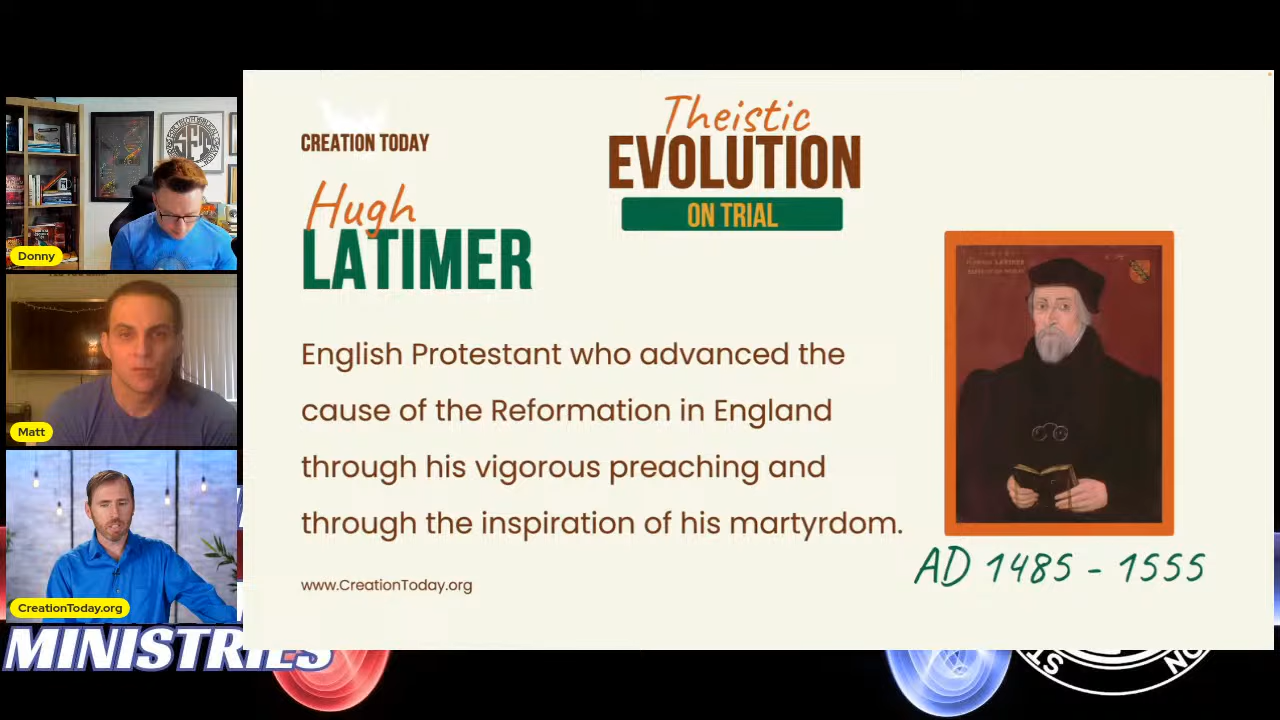 CREATION TODAY
Theistic
EVOLUTION
ON TRIAL
Hugh
LATIMER
English Protestant who advanced the
cause of the Reformation in England
through his vigorous preaching and
through the inspiration of his martyrdom.
www.CreationToday.org
AD 1485 - 1555
Donny
Matt
CreationToday.org
MINISTRIES